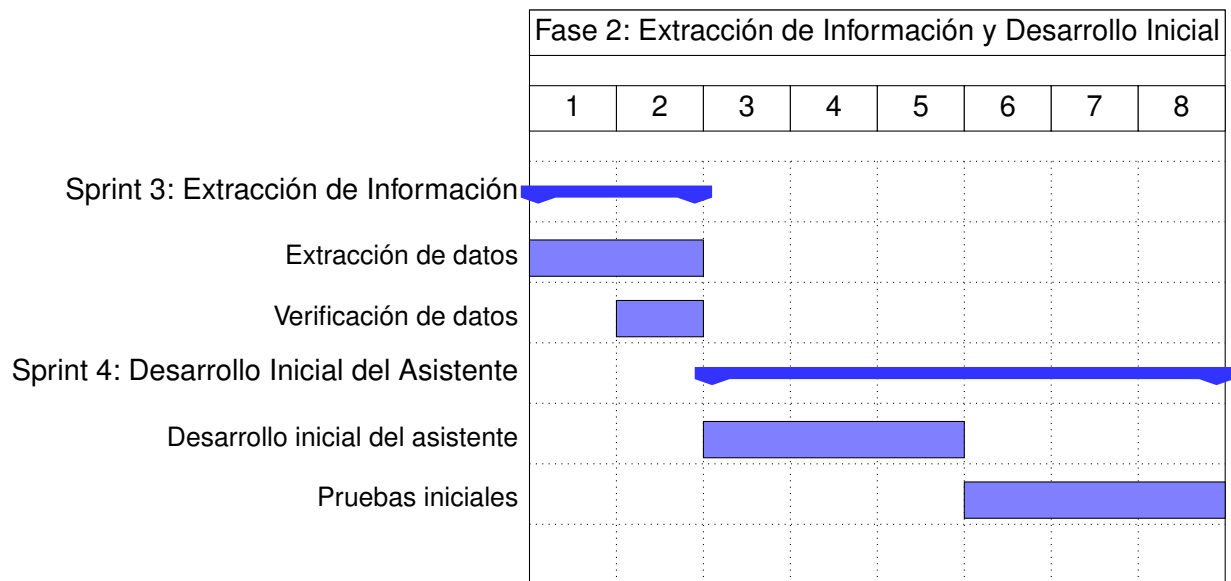 Fase 2: Extracción de Información y Desarrollo Inicial
1 2 3 4 5 6 7 8
Sprint 3: Extracción de Información
Extracción de datos
Verificación de datos
Sprint 4: Desarrollo Inicial del Asistente
Desarrollo inicial del asistente
Pruebas iniciales